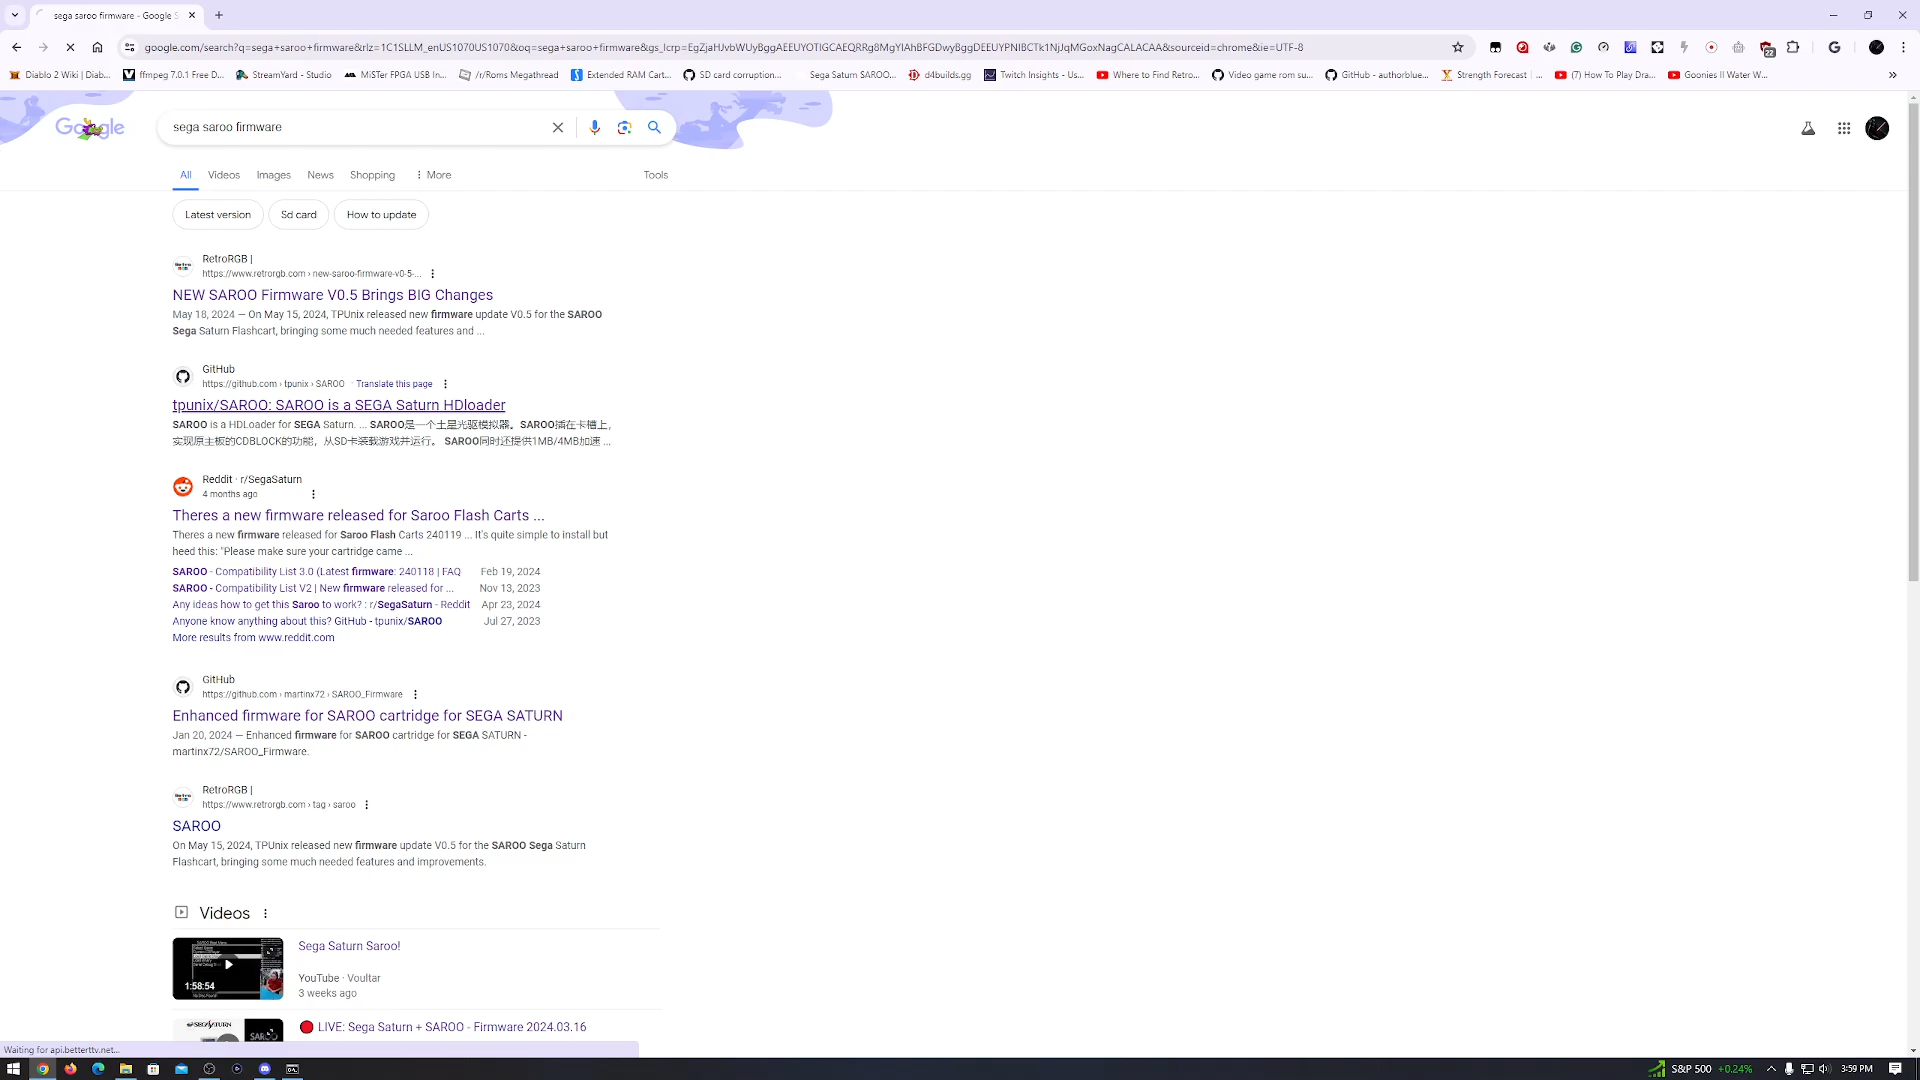 sega saroo firmware - Google S
google.com/search?q=sega+saroo+firmware&rlz=1C1SLLM_enUS1070US1070&oq=sega+saroo+firmware&gs_lcrp=EgZjaHJvbWUyBggAEEUYOTIGCAEQRRg8MgYIAhBFGDwyBggDEEUYPNIBCTk1NjJqMGoxNagCALACAA&sourceid=chrome&ie=UTF-8
22
Diablo 2 Wiki | Diab...
ffmpeg 7.0.1 Free D...
StreamYard - Studio
MiSTer FPGA USB In...
/r/Roms Megathread
Extended RAM Cart...
SD card corruption...
Sega Saturn SAROO...
d4builds.gg
Twitch Insights - Us...
Where to Find Retro...
Video game rom su...
GitHub - authorblue...
Strength Forecast | ...
(7) How To Play Dra...
Goonies II Water W...
Google
sega saroo firmware
All Videos Images News Shopping More Tools
Latest version Sd card How to update
RetroRGB |
https://www.retrorgb.com › new-saroo-firmware-v0-5-...
NEW SAROO Firmware V0.5 Brings BIG Changes
May 18, 2024 — On May 15, 2024, TPUnix released new firmware update V0.5 for the SAROO
Sega Saturn Flashcart, bringing some much needed features and ...
GitHub
https://github.com › tpunix › SAROO · Translate this page
tpunix/SAROO: SAROO is a SEGA Saturn HDloader
SAROO is a HDLoader for SEGA Saturn. ... SAROO是一个土星光驱模拟器。SAROO插在卡槽上,
实现原主板的CDBLOCK的功能，从SD卡装载游戏并运行。 SAROO同时还提供1MB/4MB加速 ...
Reddit · r/SegaSaturn
4 months ago
Theres a new firmware released for Saroo Flash Carts ...
Theres a new firmware released for Saroo Flash Carts 240119 ... It's quite simple to install but
heed this: "Please make sure your cartridge came ...
SAROO - Compatibility List 3.0 (Latest firmware: 240118 | FAQ Feb 19, 2024
SAROO - Compatibility List V2 | New firmware released for ... Nov 13, 2023
Any ideas how to get this Saroo to work? : r/SegaSaturn - Reddit Apr 23, 2024
Anyone know anything about this? GitHub - tpunix/SAROO Jul 27, 2023
More results from www.reddit.com
GitHub
https://github.com › martinx72 › SAROO_Firmware
Enhanced firmware for SAROO cartridge for SEGA SATURN
Jan 20, 2024 — Enhanced firmware for SAROO cartridge for SEGA SATURN -
martinx72/SAROO_Firmware.
RetroRGB |
https://www.retrorgb.com › tag › saroo
SAROO
On May 15, 2024, TPUnix released new firmware update V0.5 for the SAROO Sega Saturn
Flashcart, bringing some much needed features and improvements.
Videos
1:58:54
Sega Saturn Saroo!
YouTube · Voultar
3 weeks ago
SEGA SATURN
SAROO
LIVE: Sega Saturn + SAROO - Firmware 2024.03.16
Waiting for api.betterttv.net...
S&P 500 +0.24%
3:59 PM